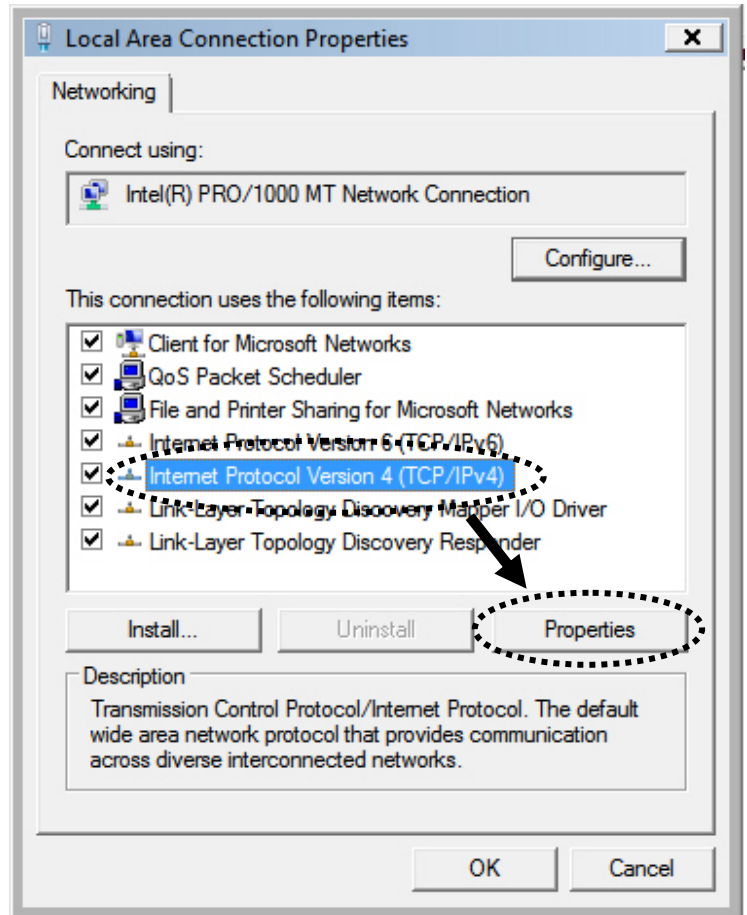 Local Area Connection Properties
Networking
Connect using:
Intel(R) PRO/1000 MT Network Connection
Configure...
This connection uses the following items:
Client for Microsoft Networks
QoS Packet Scheduler
File and Printer Sharing for Microsoft Networks
Internet Protocol Version 6 (TCP/IPv6)
Internet Protocol Version 4 (TCP/IPv4)
Link-Layer Topology Discovery Mapper I/O Driver
Link-Layer Topology Discovery Responder
Install... Uninstall Properties
Description
Transmission Control Protocol/Internet Protocol. The default
wide area network protocol that provides communication
across diverse interconnected networks.
OK Cancel